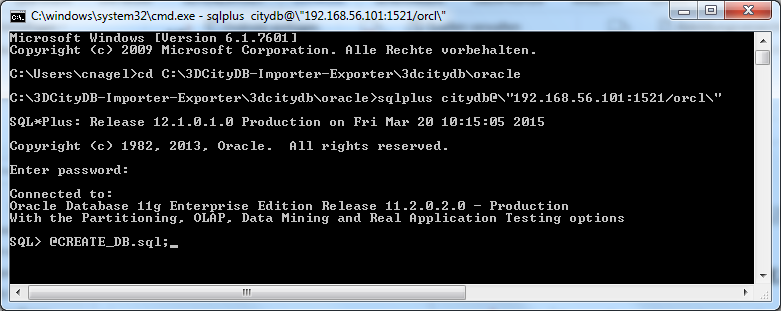 C:\windows\system32\cmd.exe - sqlplus citydb@\"192.168.56.101:1521/orcl\"
Microsoft Windows [Version 6.1.7601]
Copyright (c) 2009 Microsoft Corporation. Alle Rechte vorbehalten.
C:\Users\cnagel>cd C:\3DCityDB-Importer-Exporter\3dcitydb\oracle
C:\3DCityDB-Importer-Exporter\3dcitydb\oracle>sqlplus citydb@\"192.168.56.101:1521/orcl\"
SQL*Plus: Release 12.1.0.1.0 Production on Fri Mar 20 10:15:05 2015
Copyright (c) 1982, 2013, Oracle.  All rights reserved.
Enter password:
Connected to:
Oracle Database 11g Enterprise Edition Release 11.2.0.2.0 - Production
With the Partitioning, OLAP, Data Mining and Real Application Testing options
SQL> @CREATE_DB.sql;_